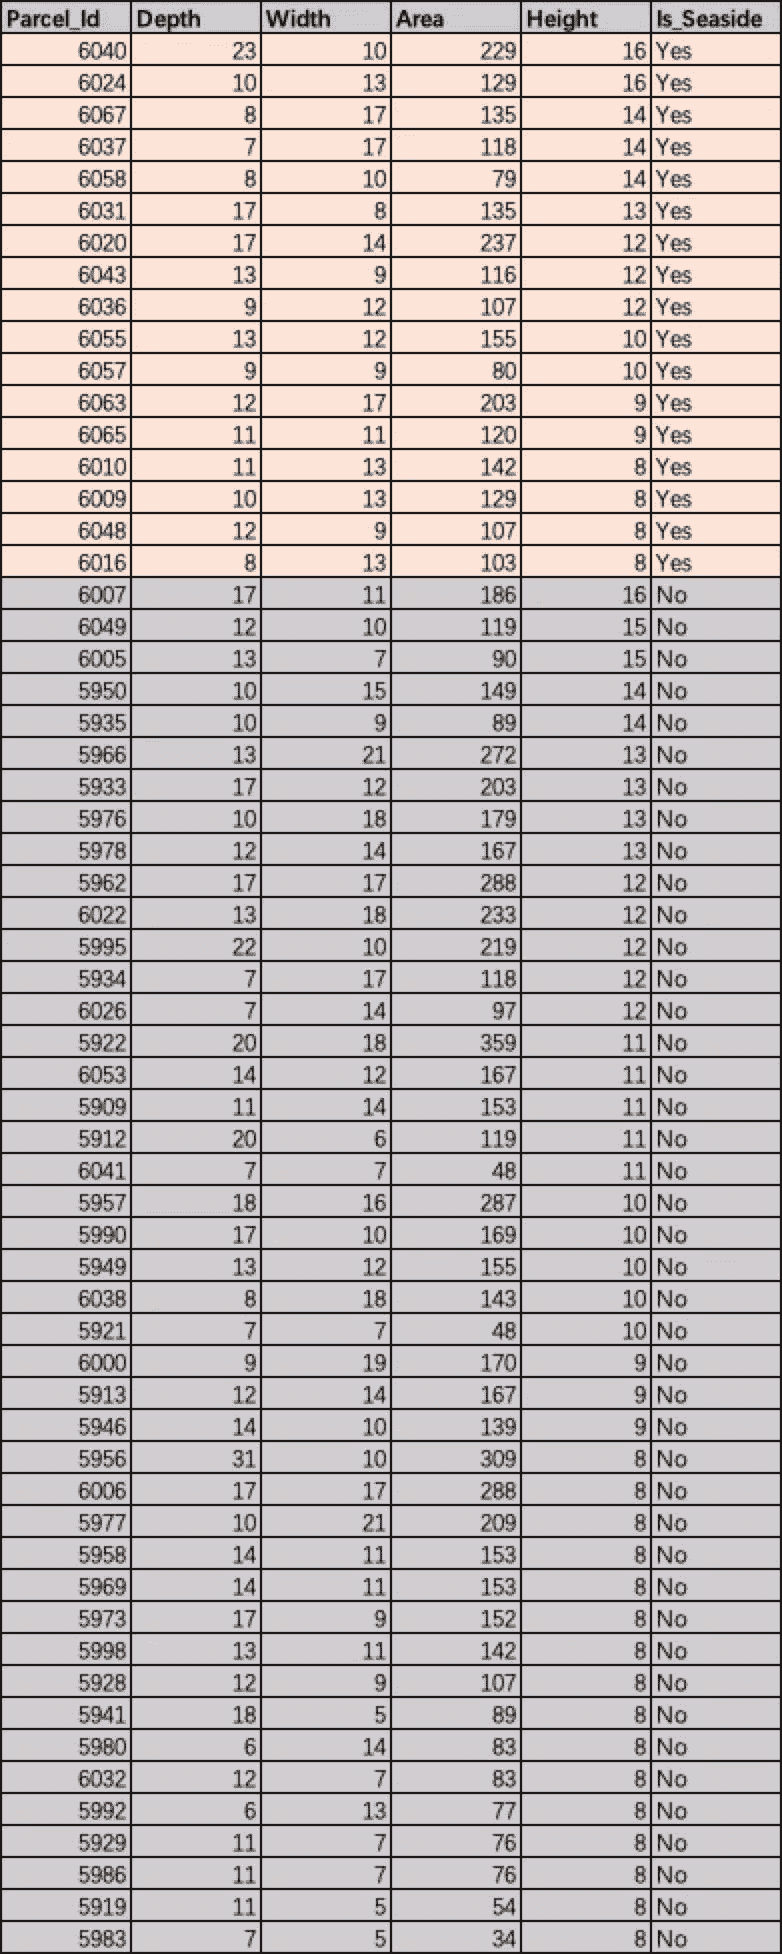 Parcel_Id Depth Width Area Height Is_Seaside
6040 23 10 229 16 Yes
6024 10 13 129 16 Yes
6067 8 17 135 14 Yes
6037 7 17 118 14 Yes
6058 8 10 79 14 Yes
6031 17 8 135 13 Yes
6020 17 14 237 12 Yes
6043 13 9 116 12 Yes
6036 9 12 107 12 Yes
6055 13 12 155 10 Yes
6057 9 9 80 10 Yes
6063 12 17 203 9 Yes
6065 11 11 120 9 Yes
6010 11 13 142 8 Yes
6009 10 13 129 8 Yes
6048 12 9 107 8 Yes
6016 8 13 103 8 Yes
6007 17 11 186 16 No
6049 12 10 119 15 No
6005 13 7 90 15 No
5950 10 15 149 14 No
5935 10 9 89 14 No
5966 13 21 272 13 No
5933 17 12 203 13 No
5976 10 18 179 13 No
5978 12 14 167 13 No
5962 17 17 288 12 No
6022 13 18 233 12 No
5995 22 10 219 12 No
5934 7 17 118 12 No
6026 7 14 97 12 No
5922 20 18 359 11 No
6053 14 12 167 11 No
5909 11 14 153 11 No
5912 20 6 119 11 No
6041 7 7 48 11 No
5957 18 16 287 10 No
5990 17 10 169 10 No
5949 13 12 155 10 No
6038 8 18 143 10 No
5921 7 7 48 10 No
6000 9 19 170 9 No
5913 12 14 167 9 No
5946 14 10 139 9 No
5956 31 10 309 8 No
6006 17 17 288 8 No
5977 10 21 209 8 No
5958 14 11 153 8 No
5969 14 11 153 8 No
5973 17 9 152 8 No
5998 13 11 142 8 No
5928 12 9 107 8 No
5941 18 5 89 8 No
5980 6 14 83 8 No
6032 12 7 83 8 No
5992 6 13 77 8 No
5929 11 7 76 8 No
5986 11 7 76 8 No
5919 11 5 54 8 No
5983 7 5 34 8 No